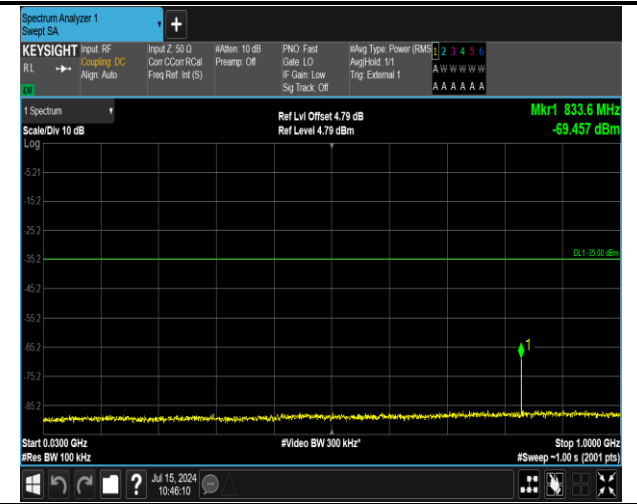 Spectrum Analyzer 1
Swept SA
+
KEYSIGHT
RL
LXI
Input: RF
Coupling: DC
Align: Auto
Input Z: 50 Ω
Corr CCorr RCal
Freq Ref: Int (S)
#Atten: 10 dB
Preamp: Off
PNO: Fast
Gate: LO
IF Gain: Low
Sig Track: Off
#Avg Type: Power (RMS
Avg|Hold: 1/1
Trig: External 1
1 2 3 4 5 6
A W W W W W
A A A A A A
1 Spectrum
Scale/Div 10 dB
Log
Ref Lvl Offset 4.79 dB
Ref Level 4.79 dBm
Mkr1 833.6 MHz
-69.457 dBm
-5.21
-15.2
-25.2
-35.2
DL1 -35.00 dBm
-45.2
-55.2
-65.2
1
-75.2
-85.2
Start 0.0300 GHz
#Res BW 100 kHz
#Video BW 300 kHz*
Stop 1.0000 GHz
#Sweep ~1.00 s (2001 pts)
?
Jul 15, 2024
10:46:10